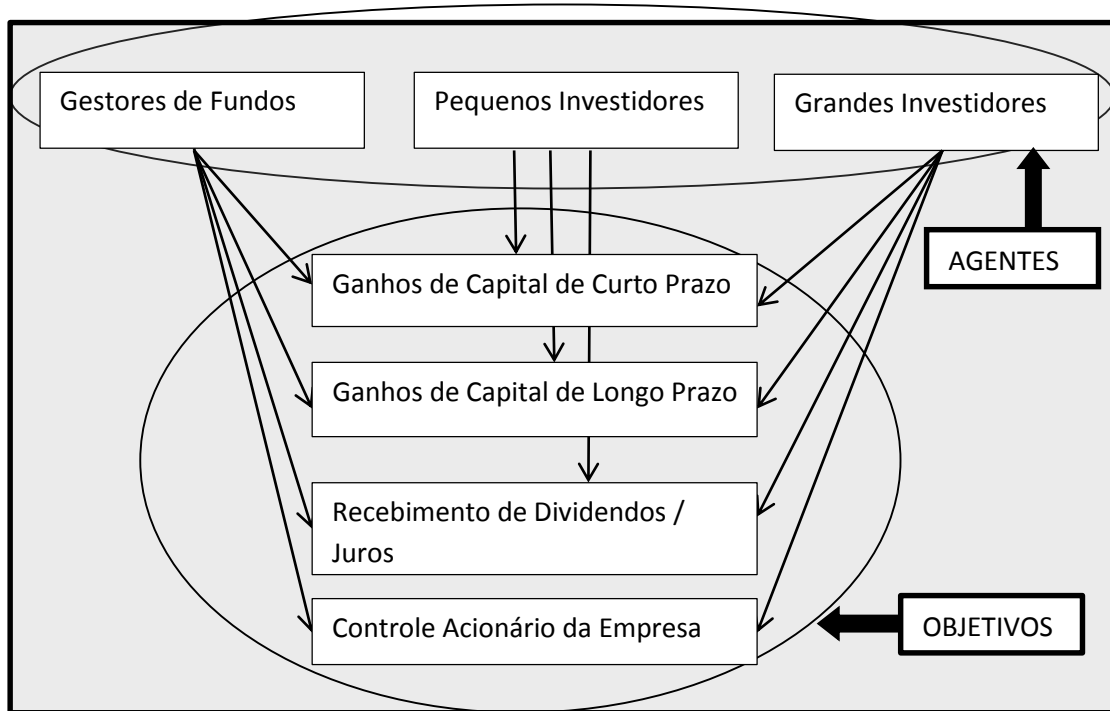 Gestores de Fundos
Pequenos Investidores
Grandes Investidores
AGENTES
Ganhos de Capital de Curto Prazo
Ganhos de Capital de Longo Prazo
Recebimento de Dividendos /
Juros
Controle Acionário da Empresa
OBJETIVOS